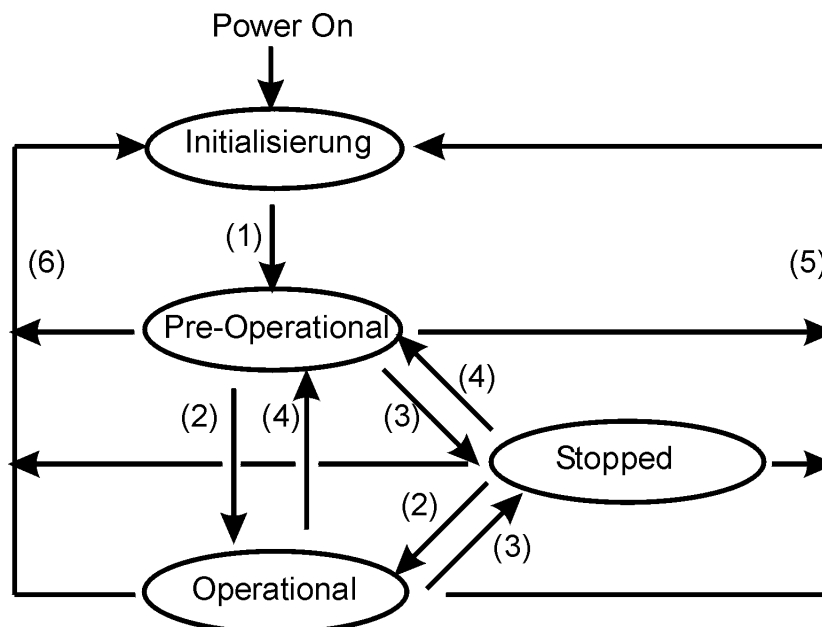 Power On
Initialisierung
(1)
(6)
(5)
Pre-Operational
(2)
(4)
(3)
(4)
Stopped
(2)
(3)
Operational